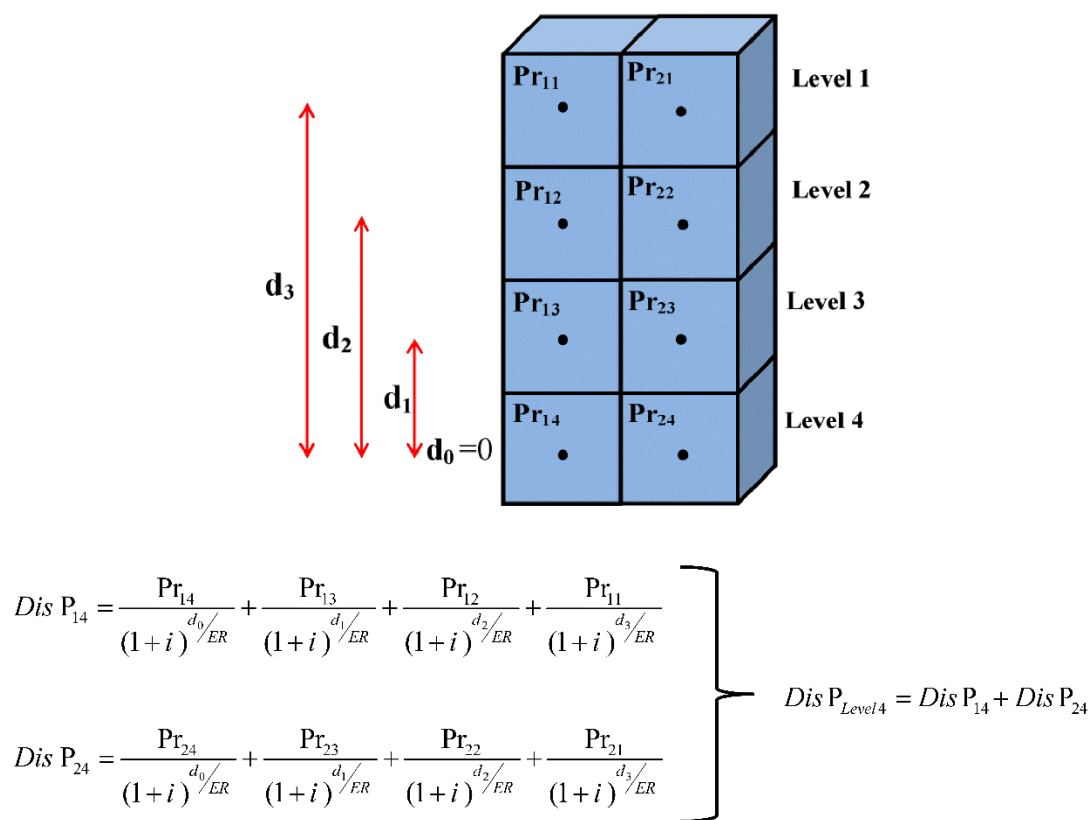 Pr₁₁ Pr₂₁ Level 1
Pr₁₂ Pr₂₂ Level 2
d₃
d₂
Pr₁₃ Pr₂₃ Level 3
d₁
Pr₁₄ Pr₂₄ Level 4
d₀=0
Dis P₁₄ = Pr₁₄/(1+i)^(d₀/ER) + Pr₁₃/(1+i)^(d₁/ER) + Pr₁₂/(1+i)^(d₂/ER) + Pr₁₁/(1+i)^(d₃/ER)
Dis P_Level 4 = Dis P₁₄ + Dis P₂₄
Dis P₂₄ = Pr₂₄/(1+i)^(d₀/ER) + Pr₂₃/(1+i)^(d₁/ER) + Pr₂₂/(1+i)^(d₂/ER) + Pr₂₁/(1+i)^(d₃/ER)